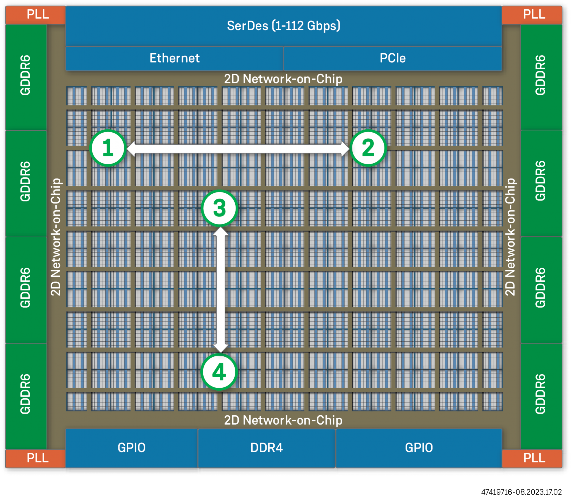 PLL
SerDes (1-112 Gbps)
PLL
Ethernet
PCIe
2D Network-on-Chip
GDDR6
GDDR6
GDDR6
GDDR6
2D Network-on-Chip
1
2
3
4
2D Network-on-Chip
GDDR6
GDDR6
GDDR6
GDDR6
2D Network-on-Chip
GPIO
DDR4
GPIO
PLL
PLL
47419716-08.2023.17.02